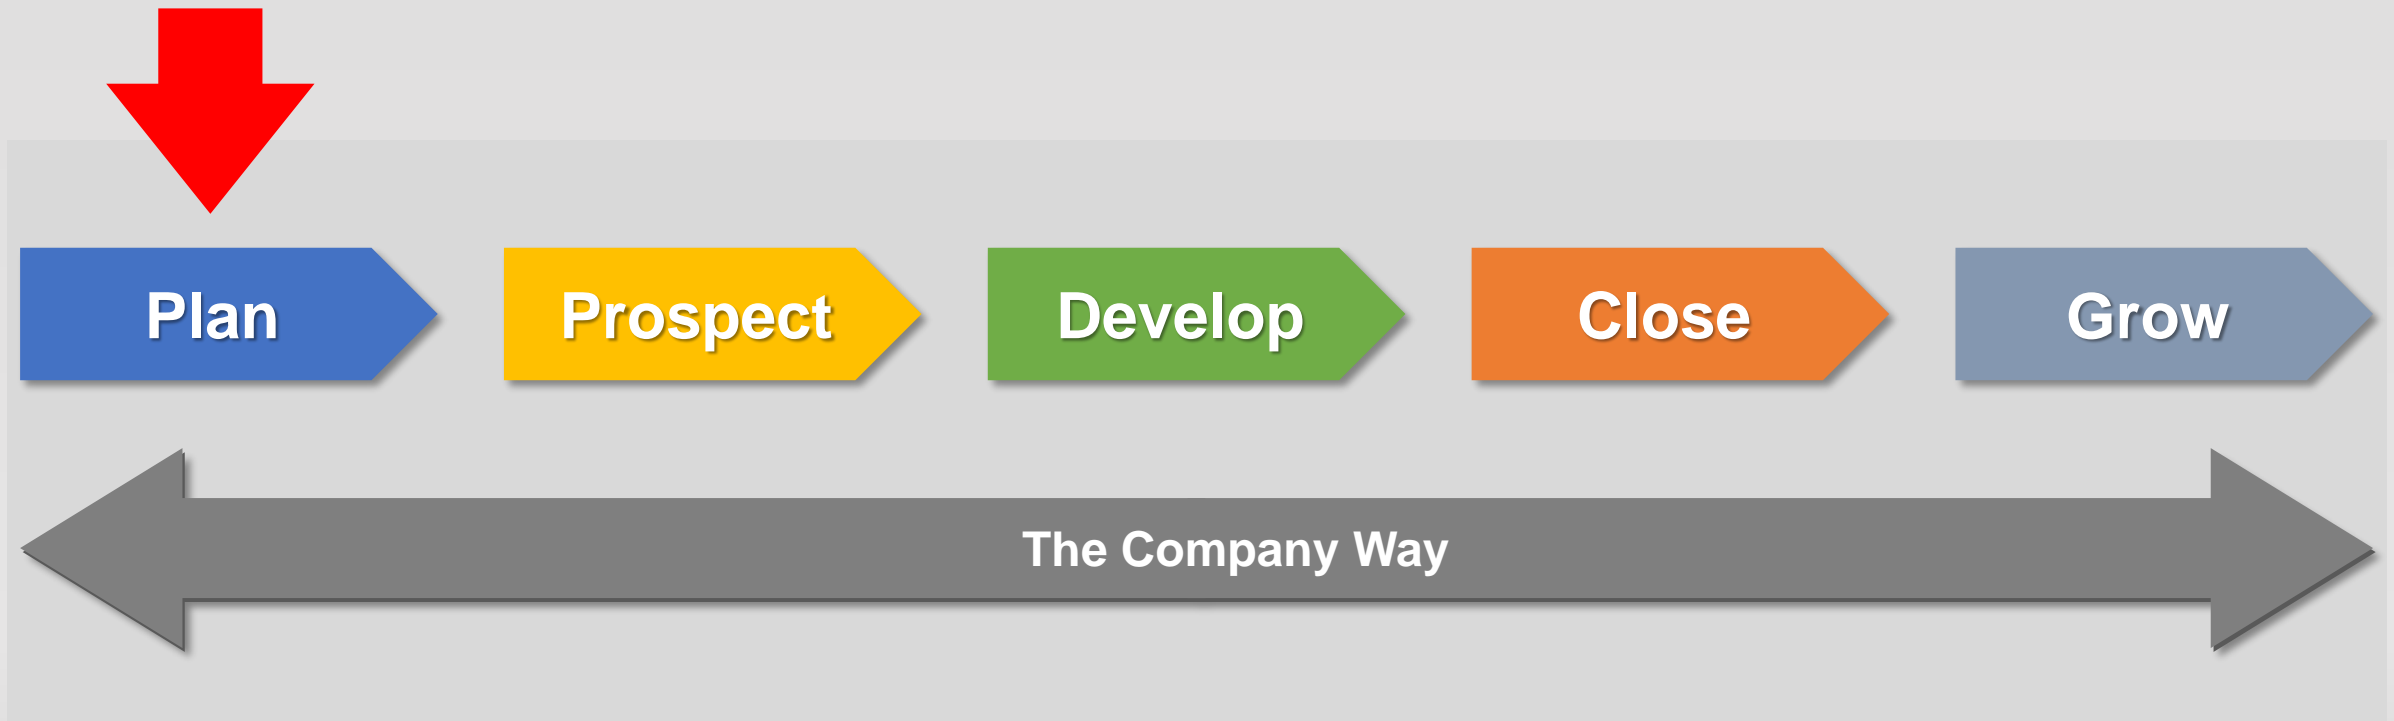 Plan
Prospect
Develop
Close
Grow
The Company Way